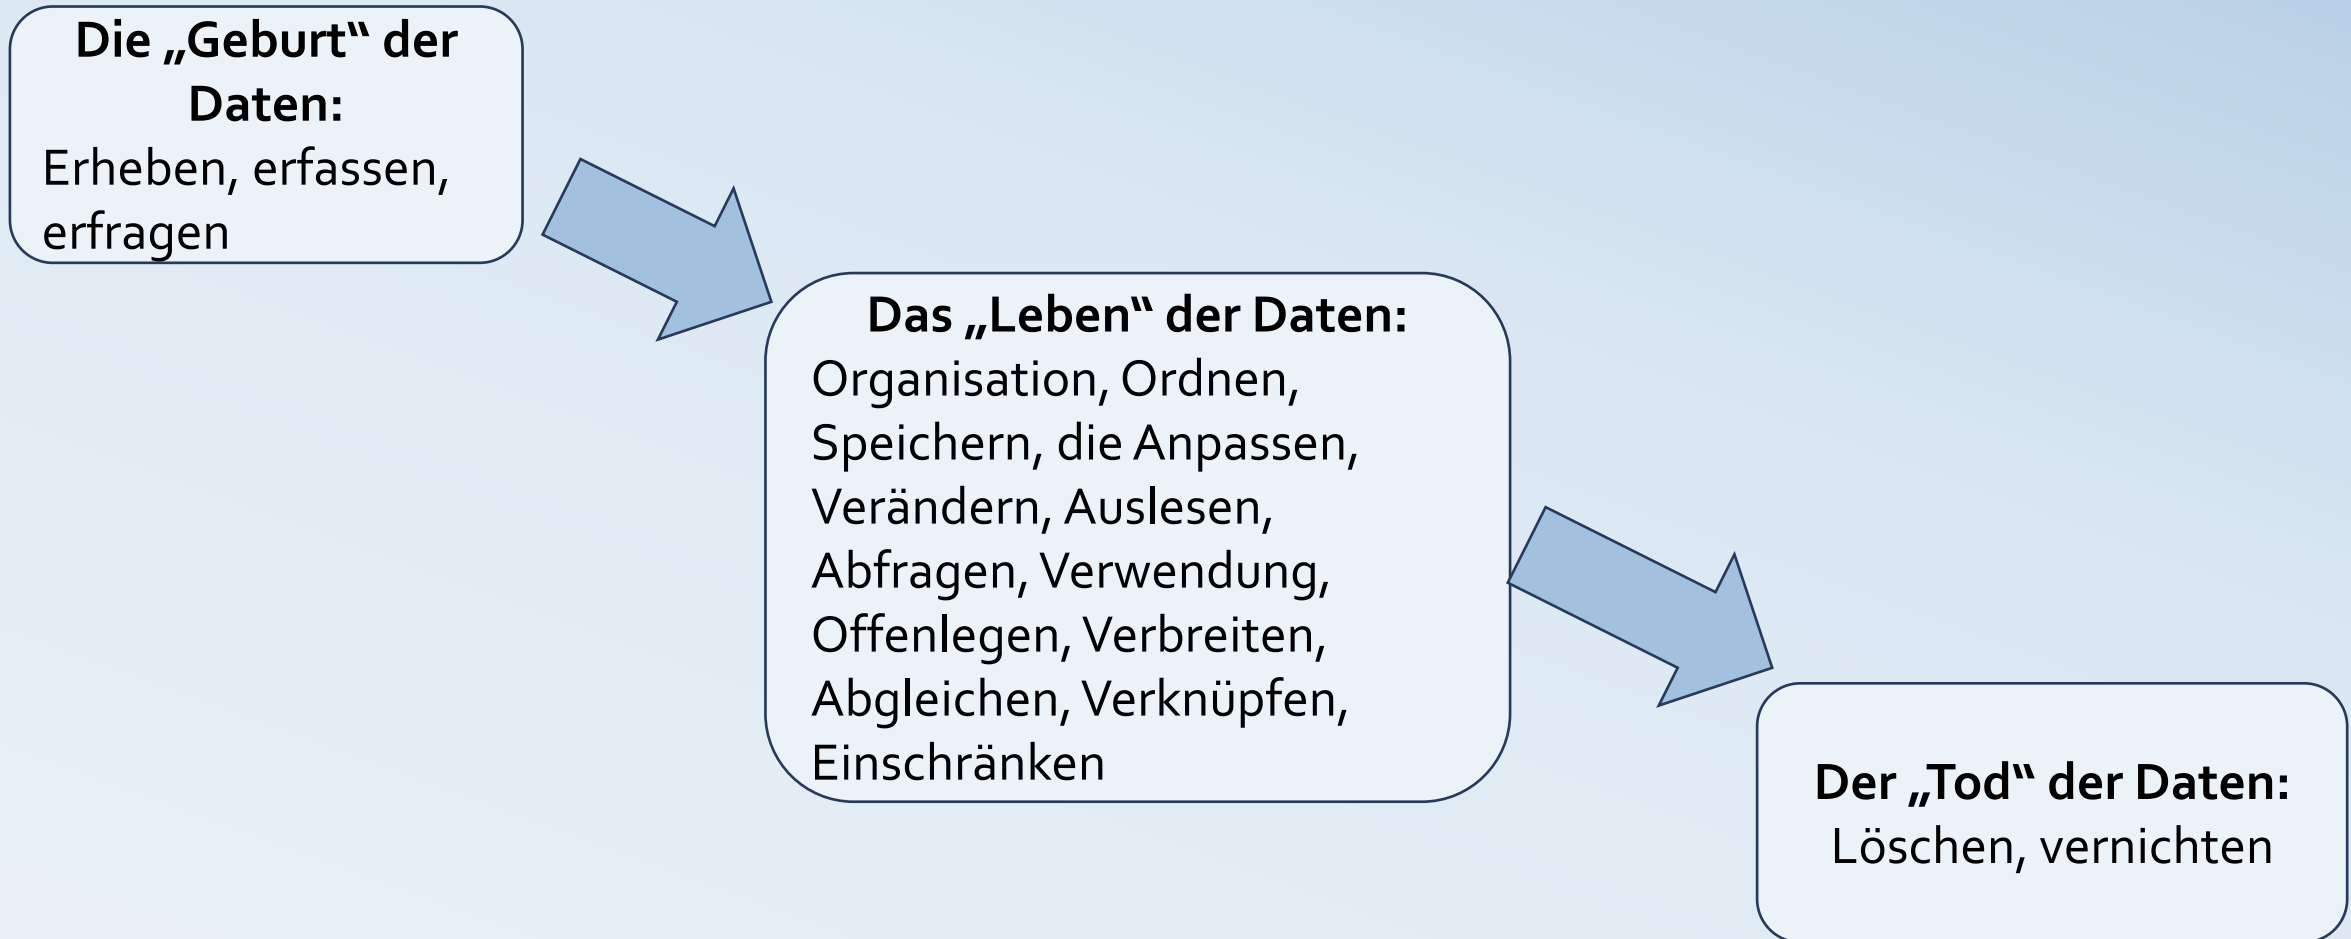 Die „Geburt“ der
Daten:
Erheben, erfassen,
erfragen
Das „Leben“ der Daten:
Organisation, Ordnen,
Speichern, die Anpassen,
Verändern, Auslesen,
Abfragen, Verwendung,
Offenlegen, Verbreiten,
Abgleichen, Verknüpfen,
Einschränken
Der „Tod“ der Daten:
Löschen, vernichten